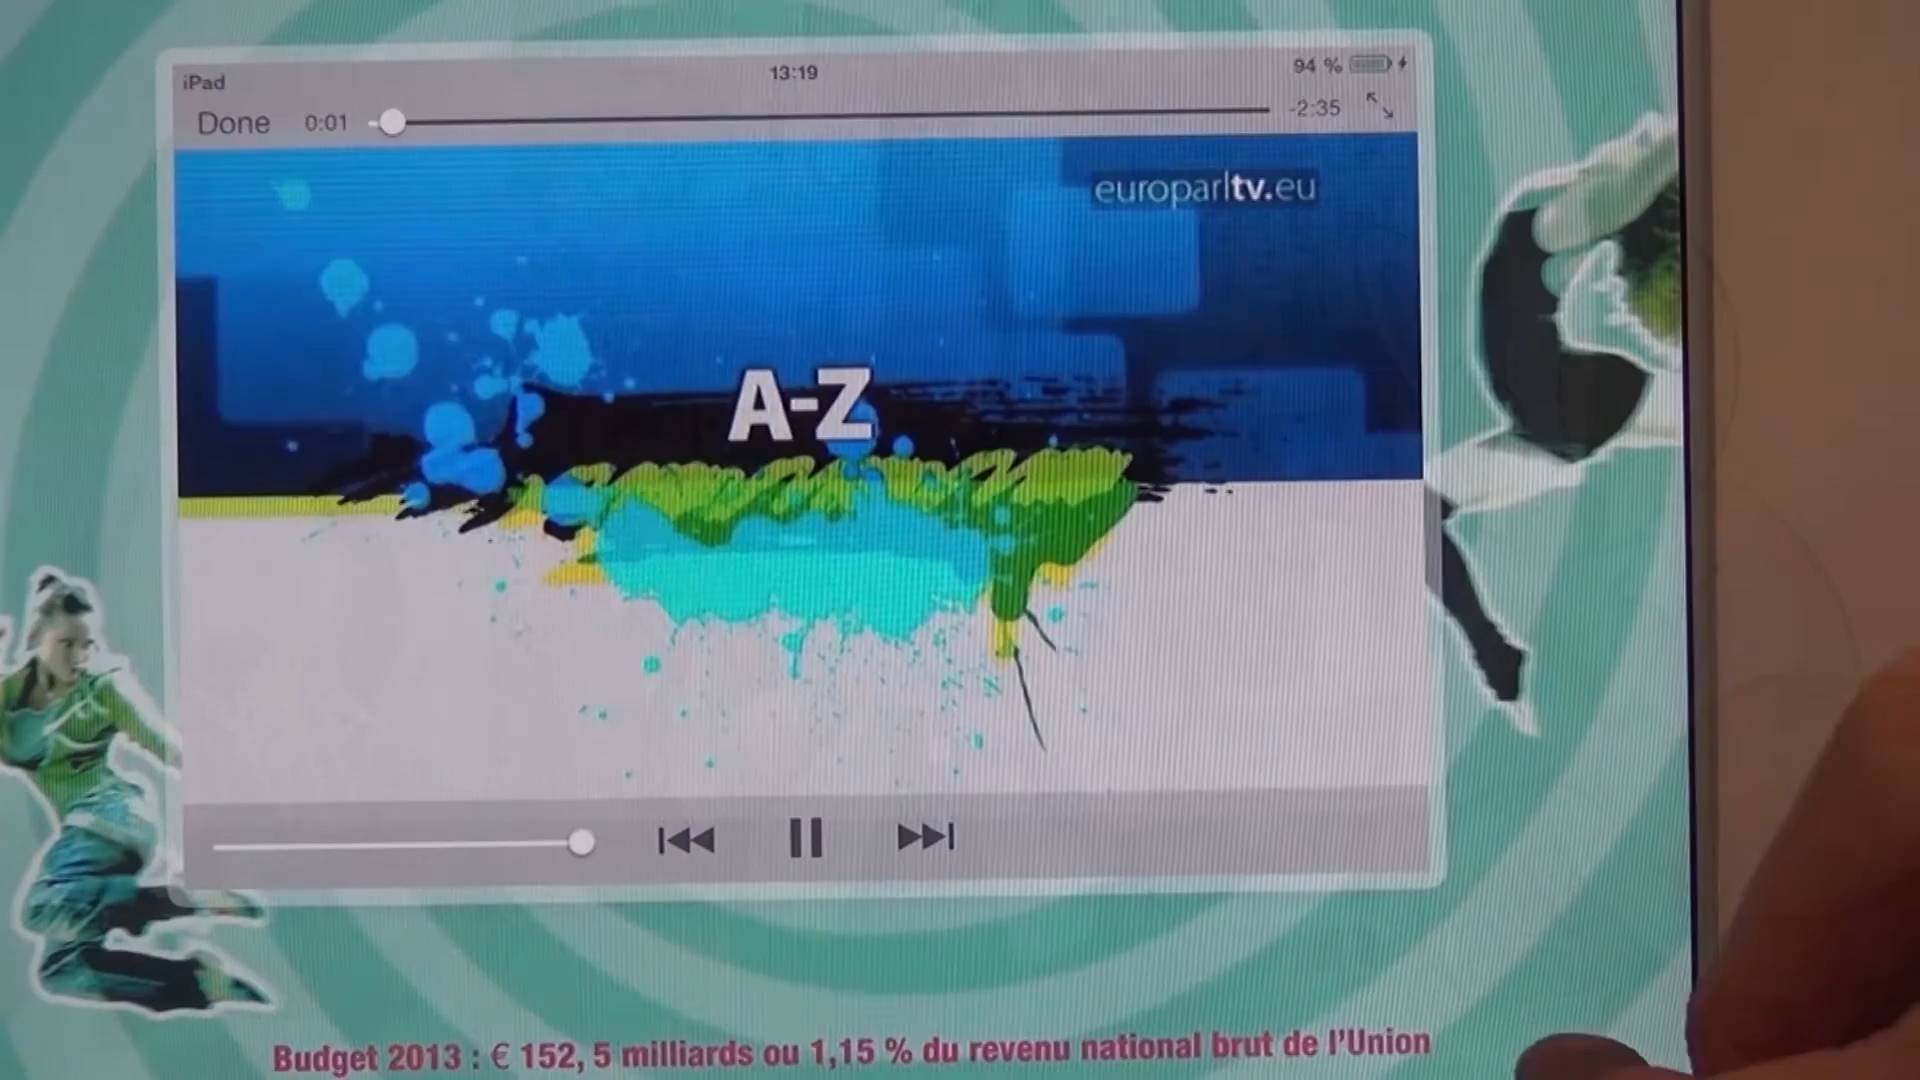 iPad 13:19 94 %
Done 0:01 -2:35
europarltv.eu
A-Z
Budget 2013 : € 152, 5 milliards ou 1,15 % du revenu national brut de l'Union